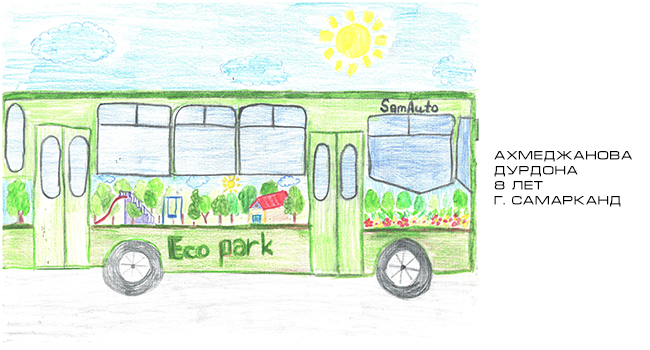 SamAuto
Eco park
АХМЕДЖАНОВА
ДУРДОНА
8 ЛЕТ
Г. САМАРКАНД